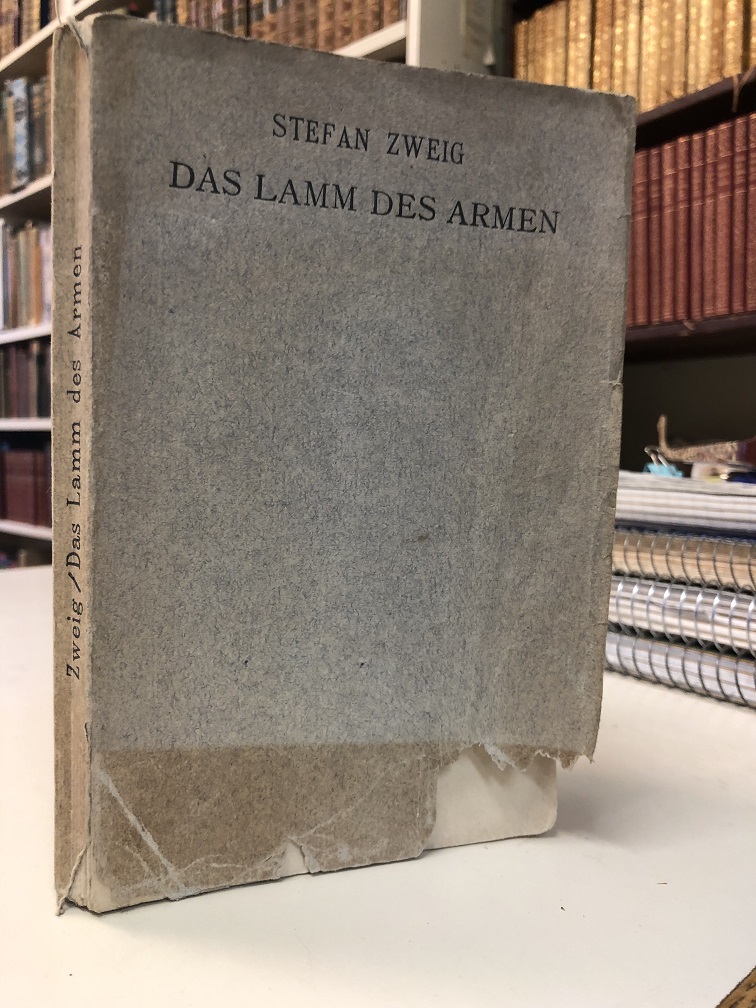 STEFAN ZWEIG
DAS LAMM DES ARMEN
Zweig / Das Lamm des Armen